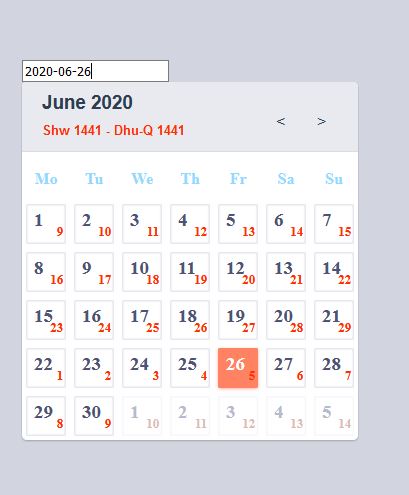 2020-06-26
June 2020
Shw 1441 - Dhu-Q 1441
< >
Mo Tu We Th Fr Sa Su
1 2 3 4 5 6 7
9 10 11 12 13 14 15
8 9 10 11 12 13 14
16 17 18 19 20 21 22
15 16 17 18 19 20 21
23 24 25 26 27 28 29
22 23 24 25 26 27 28
1 2 3 4 5 6 7
29 30 1 2 3 4 5
8 9 10 11 12 13 14